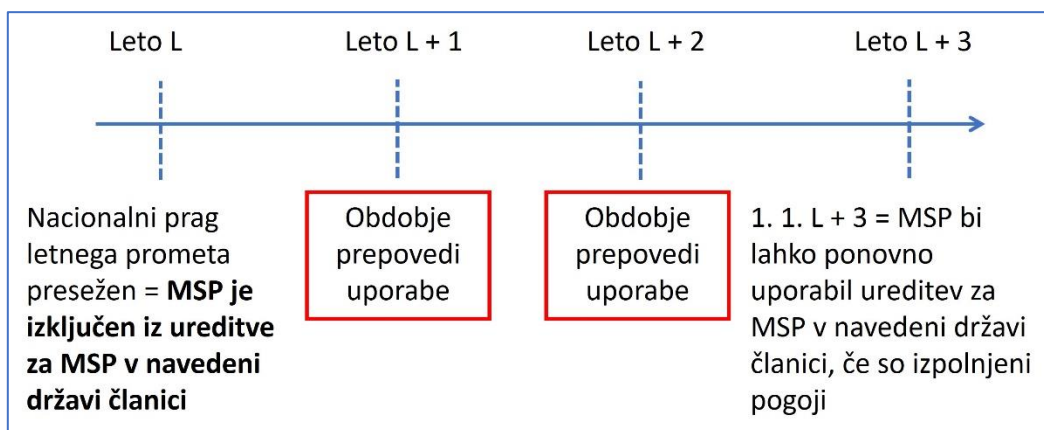 Leto L
Leto L + 1
Leto L + 2
Leto L + 3
Nacionalni prag
letnega prometa
presežen = MSP je
izključen iz ureditve
za MSP v navedeni
državi članici
Obdobje
prepovedi
uporabe
Obdobje
prepovedi
uporabe
1. 1. L + 3 = MSP bi
lahko ponovno
uporabil ureditev za
MSP v navedeni državi
članici, če so izpolnjeni
pogoji